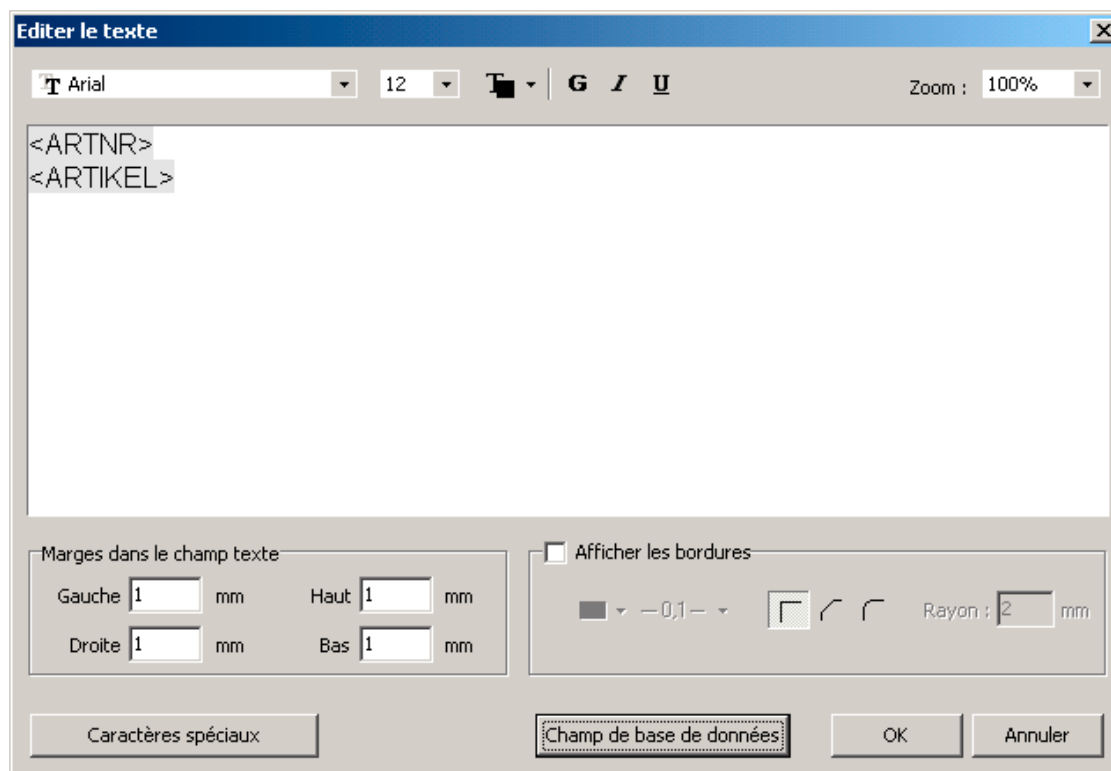 Editer le texte
Arial 12 G I U Zoom : 100%
<ARTNR>
<ARTIKEL>
Marges dans le champ texte
Gauche 1 mm Haut 1 mm
Droite 1 mm Bas 1 mm
Afficher les bordures
0,1 Rayon : 2 mm
Caractères spéciaux Champ de base de données OK Annuler